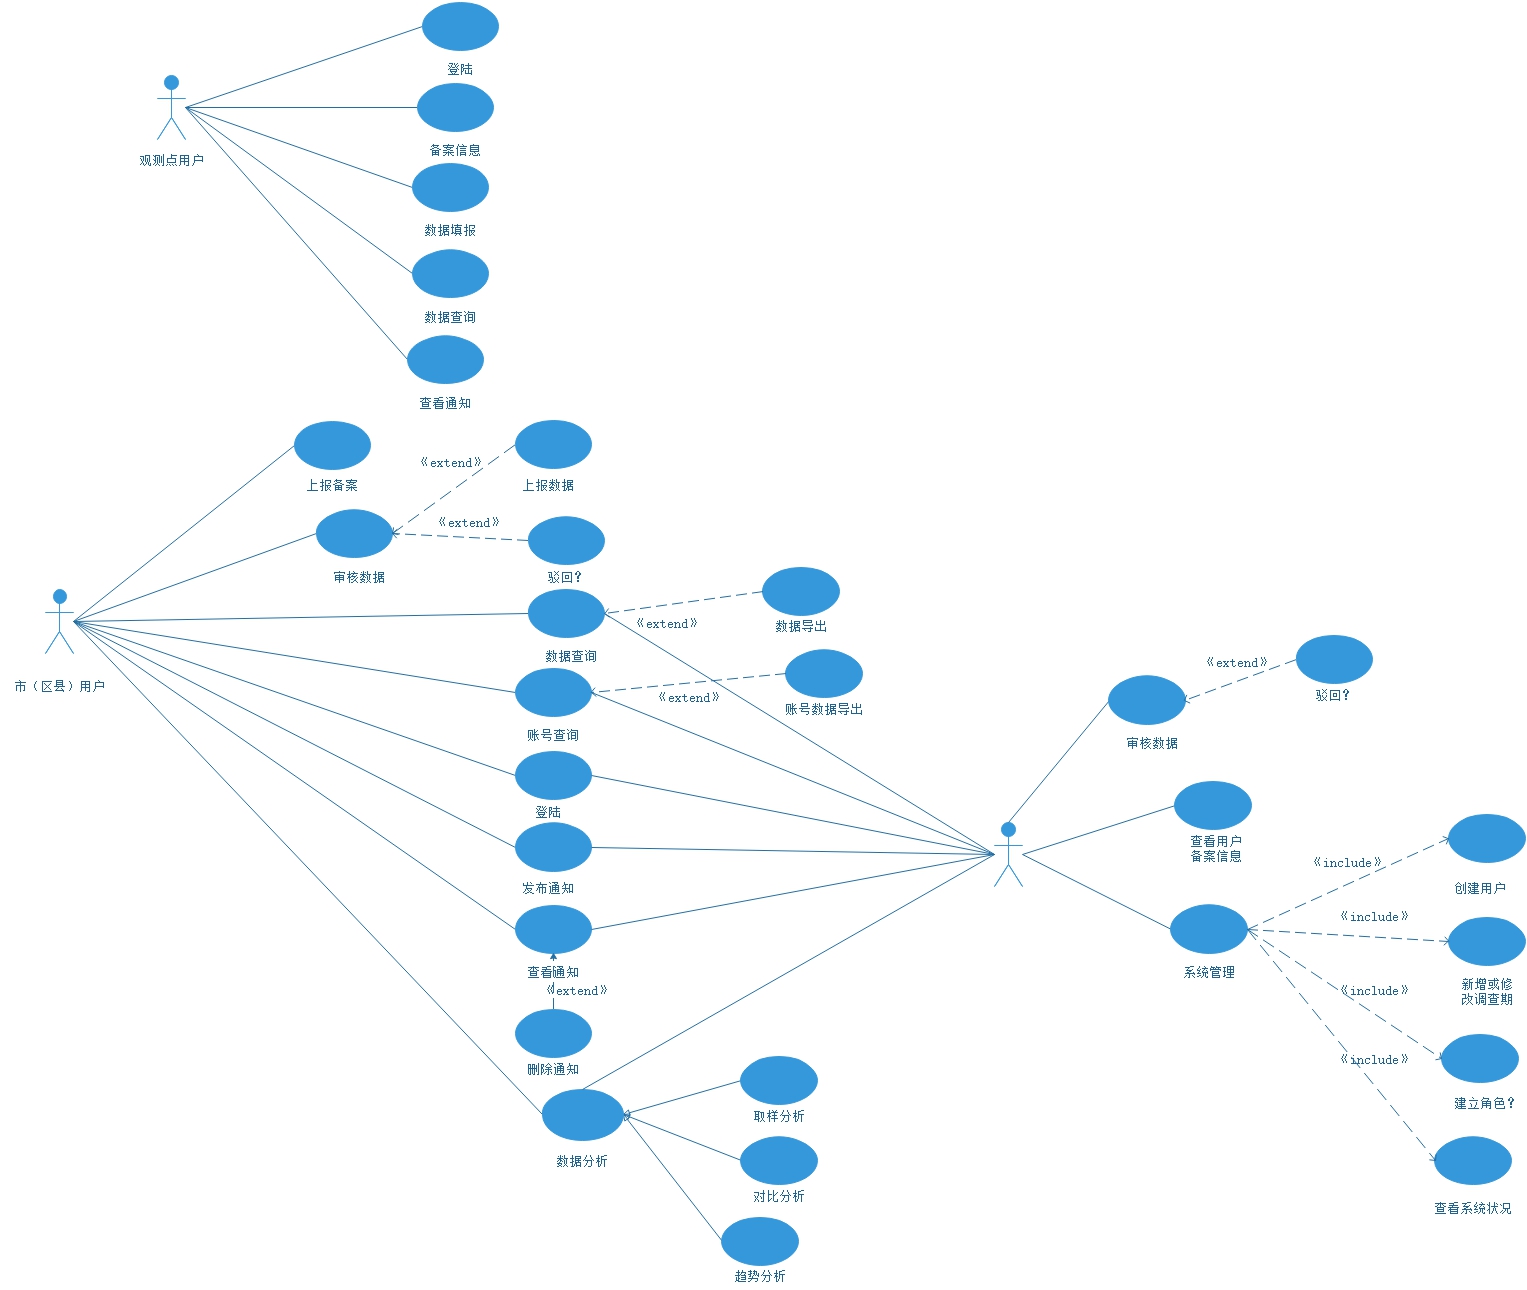 登陆
备案信息
观测点用户
数据填报
数据查询
查看通知
上报备案
《extend》
上报数据
《extend》
审核数据
驳回?
数据导出
《extend》
数据查询
市（区县）用户
《extend》
账号数据导出
账号查询
《extend》
驳回?
审核数据
登陆
查看用户
备案信息
《include》
创建用户
发布通知
《include》
查看通知
系统管理
《extend》
《include》
新增或修
改调查期
删除通知
《include》
建立角色?
取样分析
数据分析
对比分析
查看系统状况
趋势分析